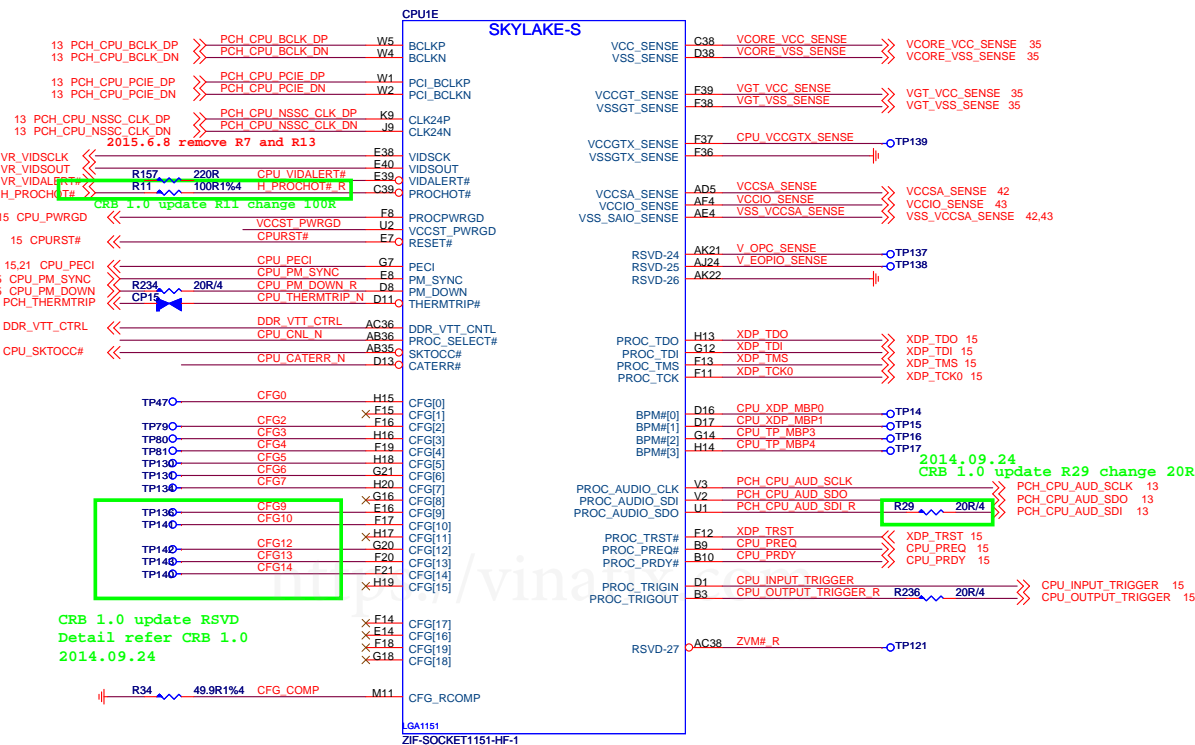 CPU1E
SKYLAKE-S
13 PCH_CPU_BCLK_DP PCH_CPU_BCLK_DP W5 BCLKP
13 PCH_CPU_BCLK_DN PCH_CPU_BCLK_DN W4 BCLKN
13 PCH_CPU_PCIE_DP PCH_CPU_PCIE_DP W1 PCI_BCLKP
13 PCH_CPU_PCIE_DN PCH_CPU_PCIE_DN W2 PCI_BCLKN
13 PCH_CPU_NSSC_CLK_DP PCH_CPU_NSSC_CLK_DP K9 CLK24P
13 PCH_CPU_NSSC_CLK_DN PCH_CPU_NSSC_CLK_DN J9 CLK24N
2015.6.8 remove R7 and R13
VR_VIDSCLK E38 VIDSCK
VR_VIDSOUT E40 VIDSOUT
VR_VIDALERT# R157 220R CPU_VIDALERT# E39 VIDALERT#
H_PROCHOT# R11 100R1%4 H_PROCHOT#_R C39 PROCHOT#
CRB 1.0 update R11 change 100R
15 CPU_PWRGD F8 PROCPWRGD
VCCST_PWRGD U2 VCCST_PWRGD
15 CPURST# CPURST# E7 RESET#
15,21 CPU_PECI CPU_PECI G7 PECI
CPU_PM_SYNC CPU_PM_SYNC E8 PM_SYNC
CPU_PM_DOWN R234 20R/4 CPU_PM_DOWN_R D8 PM_DOWN
PCH_THERMTRIP CP15 CPU_THERMTRIP_N D11 THERMTRIP#
DDR_VTT_CTRL DDR_VTT_CTRL AC36 DDR_VTT_CNTL
CPU_CNL_N AB36 PROC_SELECT#
CPU_SKTOCC# AB35 SKTOCC#
CPU_CATERR_N D13 CATERR#
TP47 CFG0 H15 CFG[0]
F15 CFG[1]
TP79 CFG2 F16 CFG[2]
TP80 CFG3 H16 CFG[3]
TP81 CFG4 F19 CFG[4]
TP130 CFG5 H18 CFG[5]
TP131 CFG6 G21 CFG[6]
TP134 CFG7 H20 CFG[7]
G16 CFG[8]
TP136 CFG9 E16 CFG[9]
TP140 CFG10 F17 CFG[10]
H17 CFG[11]
TP142 CFG12 G20 CFG[12]
TP143 CFG13 F20 CFG[13]
CFG14 F21 CFG[14]
H19 CFG[15]
CRB 1.0 update RSVD
Detail refer CRB 1.0
2014.09.24
F14 CFG[17]
E14 CFG[16]
F18 CFG[19]
G18 CFG[18]
R34 49.9R1%4 CFG_COMP M11 CFG_RCOMP
LGA1151
ZIF-SOCKET1151-HF-1
VCC_SENSE C38 VCORE_VCC_SENSE VCORE_VCC_SENSE 35
VSS_SENSE D38 VCORE_VSS_SENSE VCORE_VSS_SENSE 35
VCCGT_SENSE F39 VGT_VCC_SENSE VGT_VCC_SENSE 35
VSSGT_SENSE F38 VGT_VSS_SENSE VGT_VSS_SENSE 35
VCCGTX_SENSE F37 CPU_VCCGTX_SENSE TP139
VSSGTX_SENSE F36
VCCSA_SENSE AD5 VCCSA_SENSE VCCSA_SENSE 42
VCCIO_SENSE AF4 VCCIO_SENSE VCCIO_SENSE 43
VSS_SAIO_SENSE AE4 VSS_VCCSA_SENSE VSS_VCCSA_SENSE 42,43
RSVD-24 AK21 V_OPC_SENSE TP137
RSVD-25 AJ24 V_EOPIO_SENSE TP138
RSVD-26 AK22
PROC_TDO H13 XDP_TDO XDP_TDO 15
PROC_TDI G12 XDP_TDI XDP_TDI 15
PROC_TMS F13 XDP_TMS XDP_TMS 15
PROC_TCK F11 XDP_TCK0 XDP_TCK0 15
BPM#[0] D16 CPU_XDP_MBP0 TP14
BPM#[1] D17 CPU_XDP_MBP1 TP15
BPM#[2] G14 CPU_TP_MBP3 TP16
BPM#[3] H14 CPU_TP_MBP4 TP17
2014.09.24
CRB 1.0 update R29 change 20R
PROC_AUDIO_CLK V3 PCH_CPU_AUD_SCLK PCH_CPU_AUD_SCLK 13
PROC_AUDIO_SDI V2 PCH_CPU_AUD_SDO PCH_CPU_AUD_SDO 13
PROC_AUDIO_SDO U1 PCH_CPU_AUD_SDI_R R29 20R/4 PCH_CPU_AUD_SDI 13
PROC_TRST# F12 XDP_TRST XDP_TRST 15
PROC_PREQ# B9 CPU_PREQ CPU_PREQ 15
PROC_PRDY# B10 CPU_PRDY CPU_PRDY 15
https://vinafix.com
PROC_TRIGIN D1 CPU_INPUT_TRIGGER CPU_INPUT_TRIGGER 15
PROC_TRIGOUT B3 CPU_OUTPUT_TRIGGER_R R236 20R/4 CPU_OUTPUT_TRIGGER 15
RSVD-27 AC38 ZVM#_R TP121